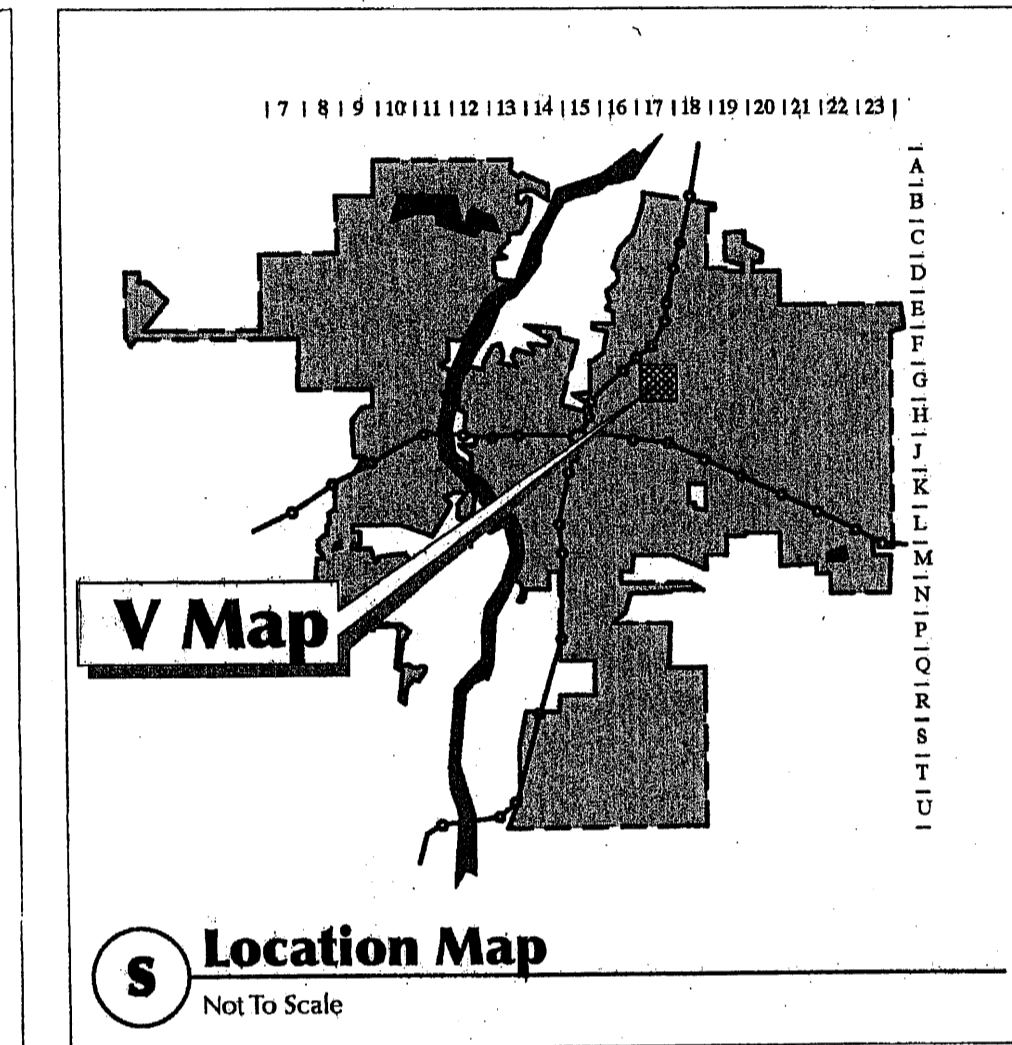 | 7 | 8 | 9 | 10 | 11 | 12 | 13 | 14 | 15 | 16 | 17 | 18 | 19 | 20 | 21 | 22 | 23 |
A
B
C
D
E
F
G
H
J
K
L
M
N
P
Q
R
S
T
U
V Map
S
Location Map
Not To Scale